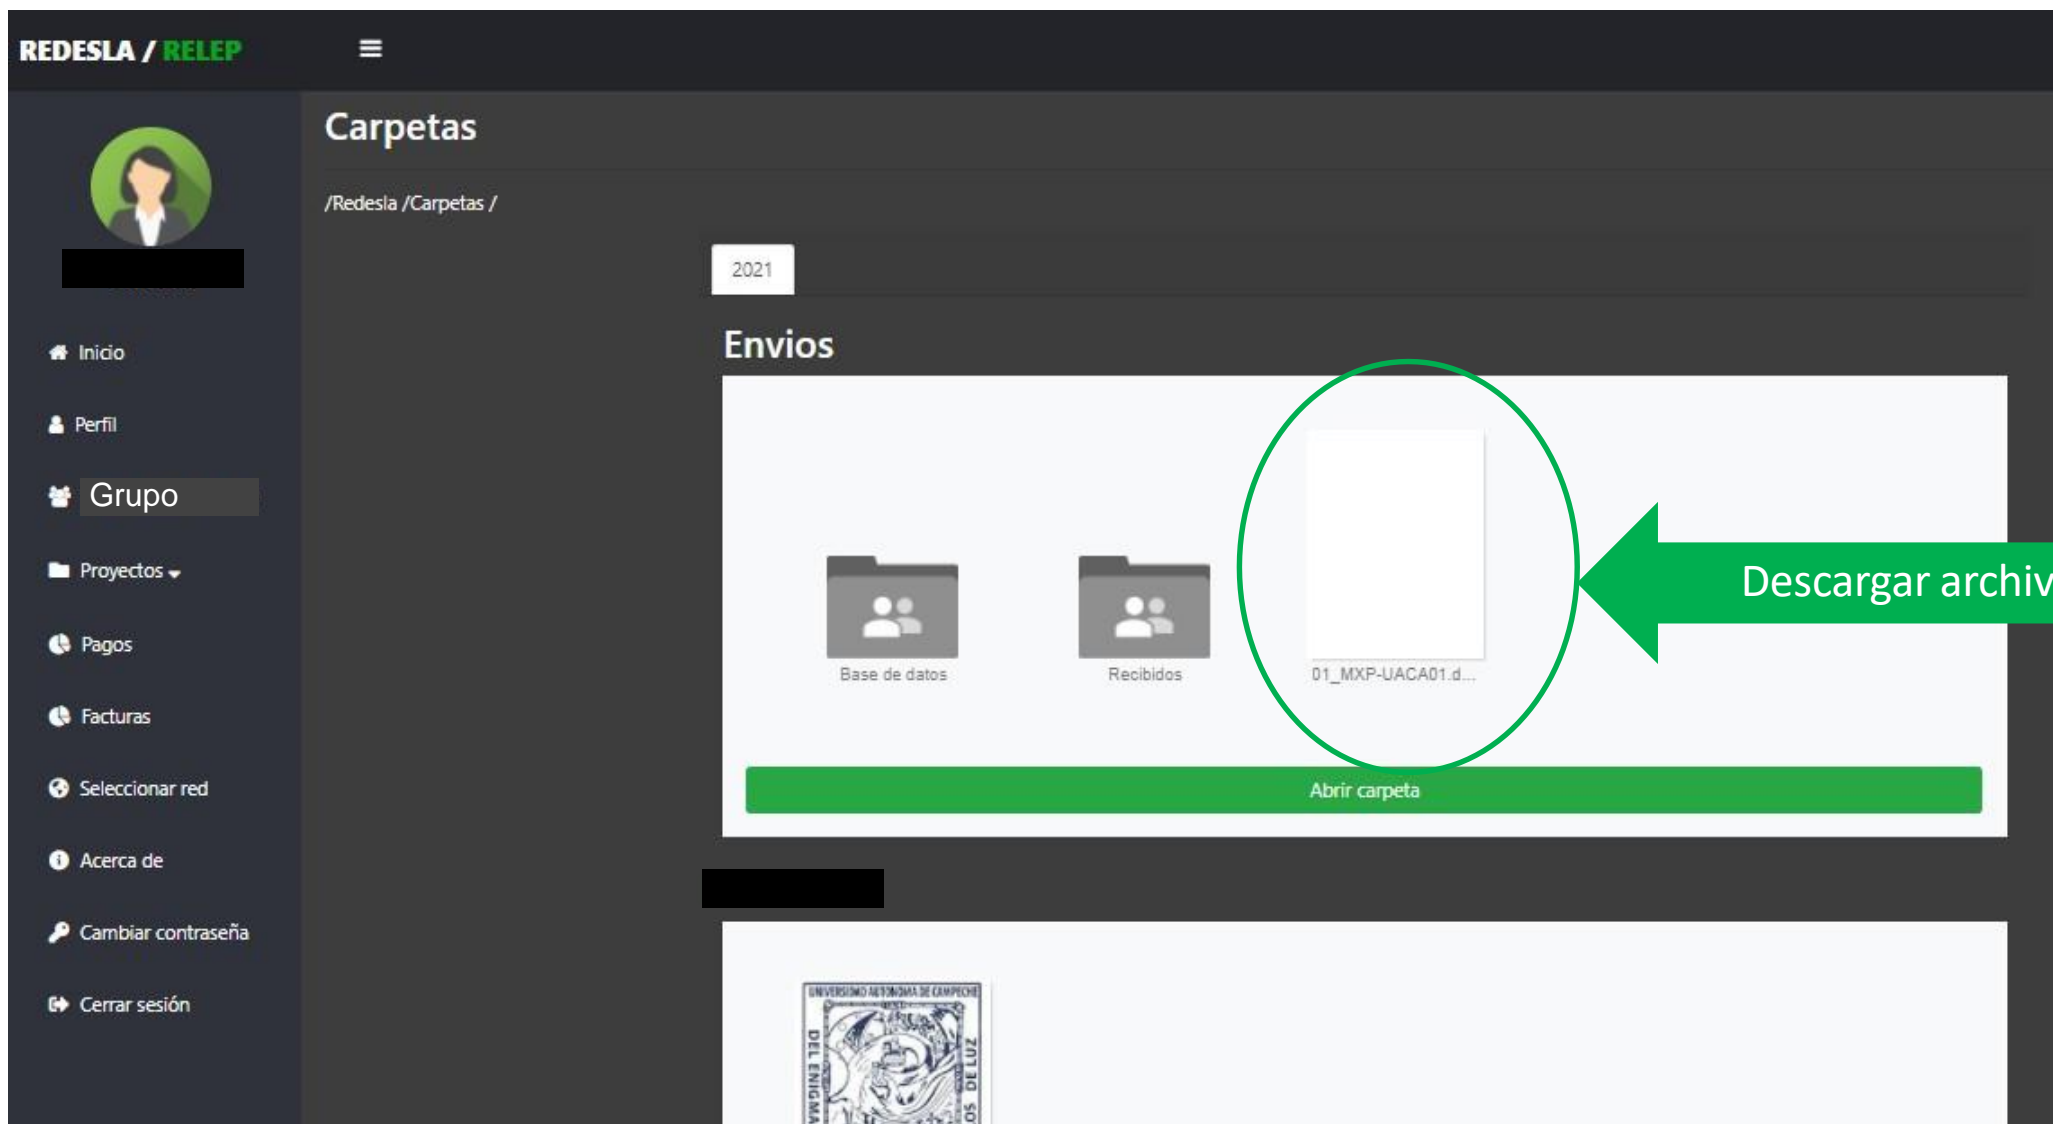 REDESLA / RELEP
Carpetas
/Redesla /Carpetas /
2021
Envios
Inicio
Perfil
Grupo
Proyectos
Pagos
Facturas
Seleccionar red
Acerca de
Cambiar contraseña
Cerrar sesión
Base de datos
Recibidos
01_MXP-UACA01.d...
Descargar archiv
Abrir carpeta
UNIVERSIDAD AUTONOMA DE CAMPECHE
DEL ENIGMA
OS DE LUZ